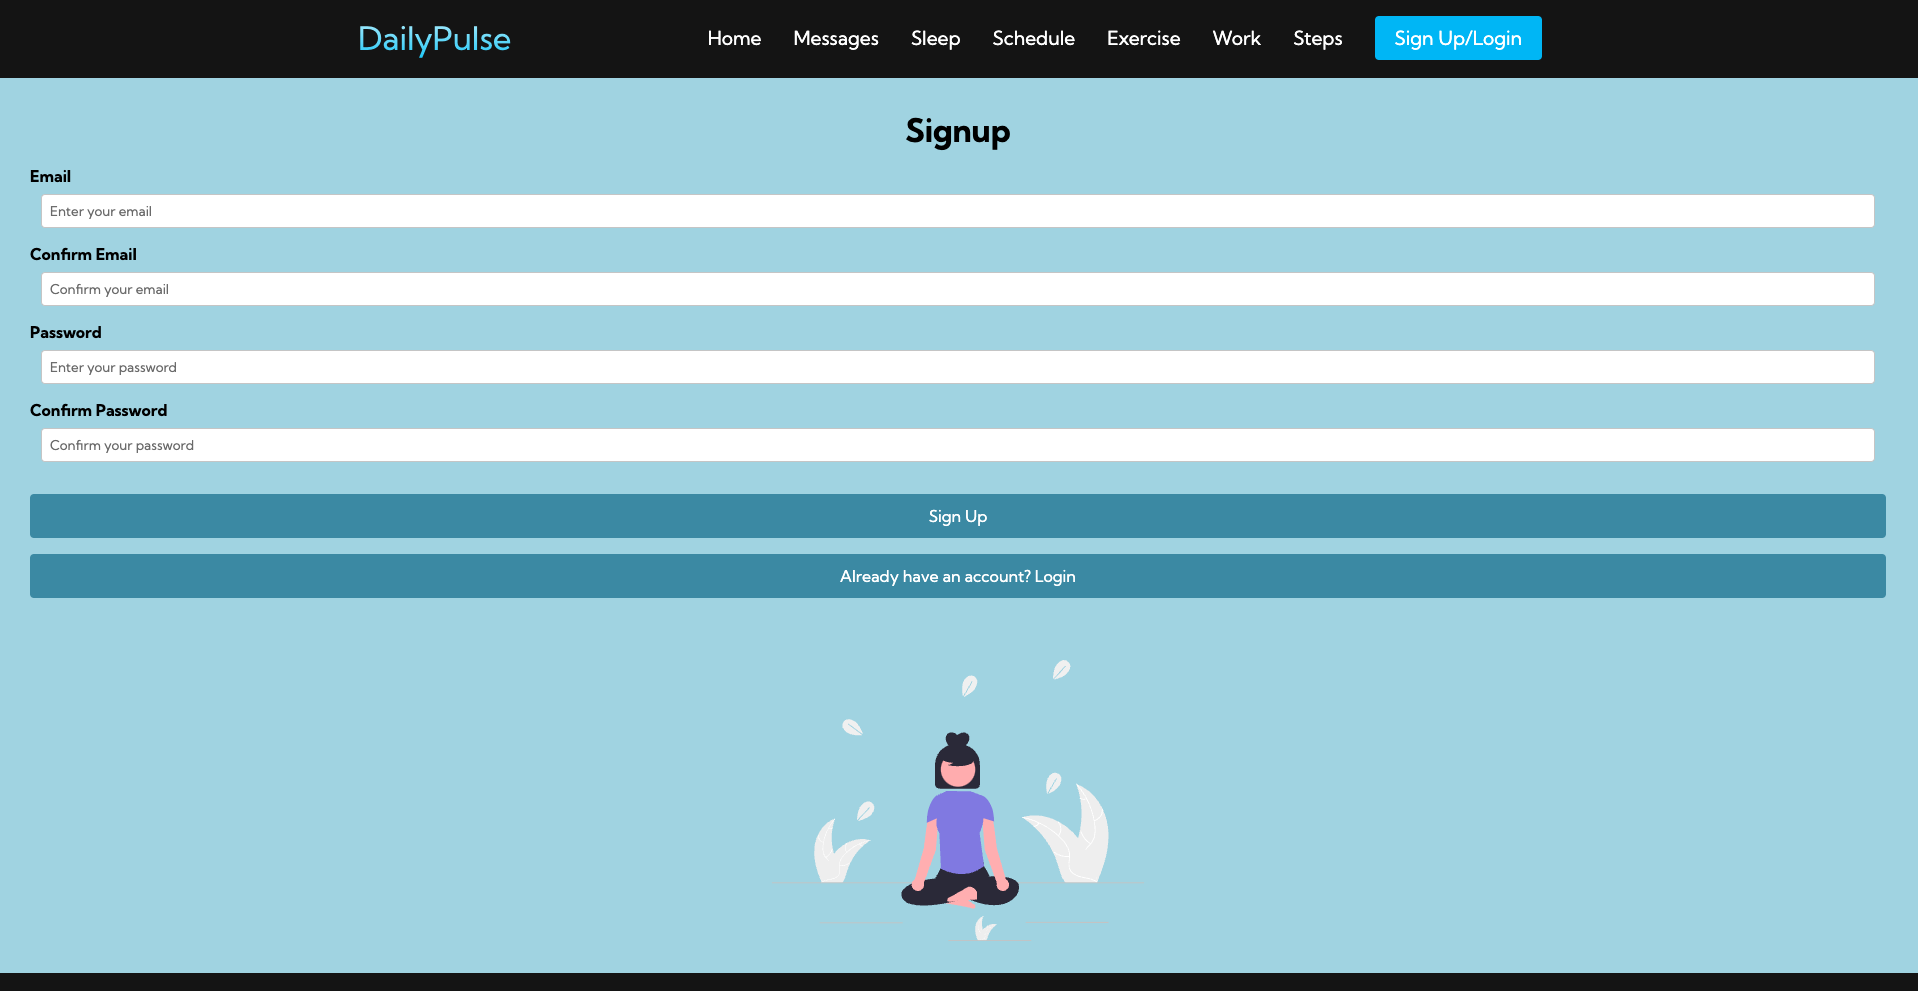 DailyPulse
Home Messages Sleep Schedule Exercise Work Steps Sign Up/Login
Signup
Email
Enter your email
Confirm Email
Confirm your email
Password
Enter your password
Confirm Password
Confirm your password
Sign Up
Already have an account? Login